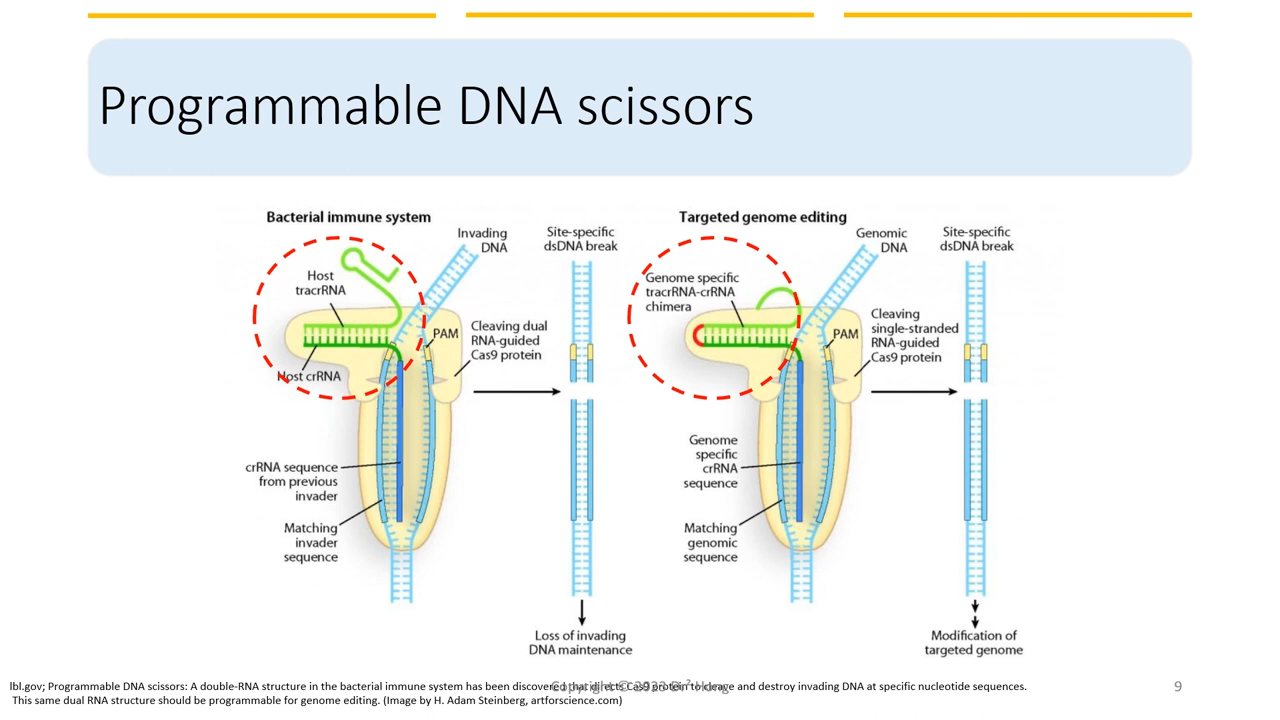 Programmable DNA scissors
Bacterial immune system
Invading
DNA
Site-specific
dsDNA break
Host
tracrRNA
PAM
Cleaving dual
RNA-guided
Cas9 protein
Host crRNA
crRNA sequence
from previous
invader
Matching
invader
sequence
Loss of invading
DNA maintenance
Targeted genome editing
Genomic
DNA
Site-specific
dsDNA break
Genome specific
tracrRNA-crRNA
chimera
PAM
Cleaving
single-stranded
RNA-guided
Cas9 protein
Genome
specific
crRNA
sequence
Matching
genomic
sequence
Modification of
targeted genome
lbl.gov; Programmable DNA scissors: A double-RNA structure in the bacterial immune system has been discovered that directs Cas9 protein to cleave and destroy invading DNA at specific nucleotide sequences.
This same dual RNA structure should be programmable for genome editing. (Image by H. Adam Steinberg, artforscience.com)
Copyright © 2023
9